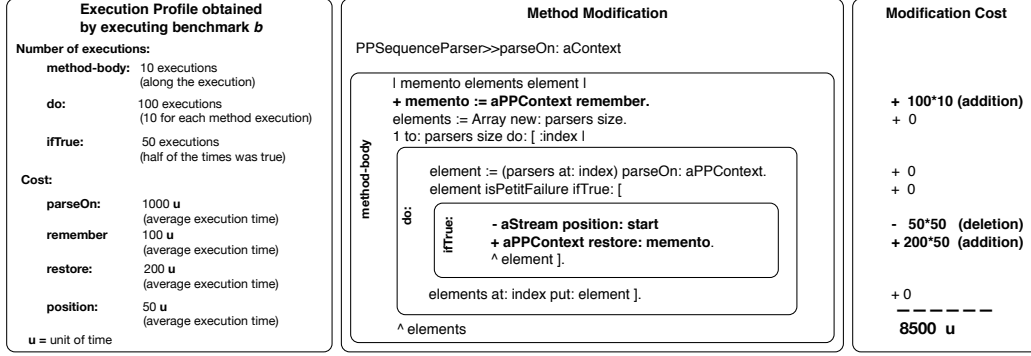 Execution Profile obtained
by executing benchmark b
Number of executions:
method-body: 10 executions
(along the execution)
do: 100 executions
(10 for each method execution)
ifTrue: 50 executions
(half of the times was true)
Cost:
parseOn: 1000 u
(average execution time)
remember 100 u
(average execution time)
restore: 200 u
(average execution time)
position: 50 u
(average execution time)
u = unit of time
Method Modification
PPSequenceParser>>parseOn: aContext
method-body
| memento elements element |
+ memento := aPPContext remember.
elements := Array new: parsers size.
1 to: parsers size do: [ :index |
do:
element := (parsers at: index) parseOn: aPPContext.
element isPetitFailure ifTrue: [
ifTrue:
- aStream position: start
+ aPPContext restore: memento.
^ element ].
elements at: index put: element ].
^ elements
Modification Cost
+ 100*10 (addition)
+ 0
+ 0
+ 0
- 50*50 (deletion)
+ 200*50 (addition)
+ 0
8500 u